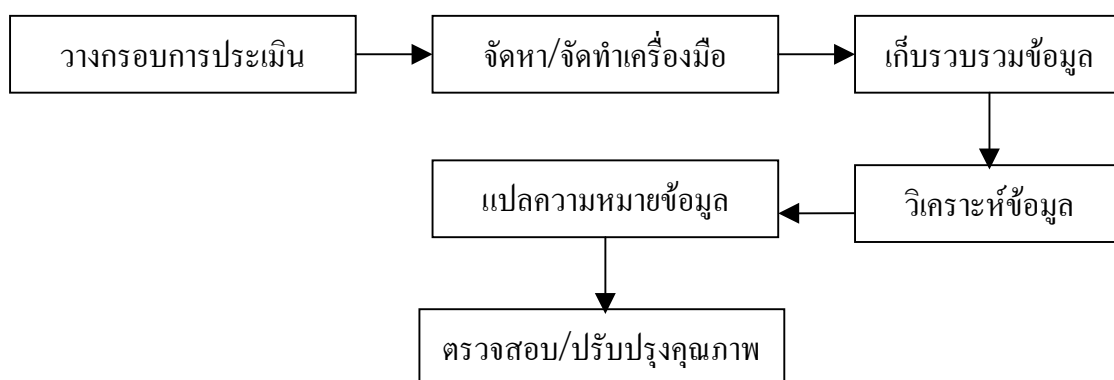 วางกรอบการประเมิน
จัดหา/จัดทำเครื่องมือ
เก็บรวบรวมข้อมูล
วิเคราะห์ข้อมูล
แปลความหมายข้อมูล
ตรวจสอบ/ปรับปรุงคุณภาพ